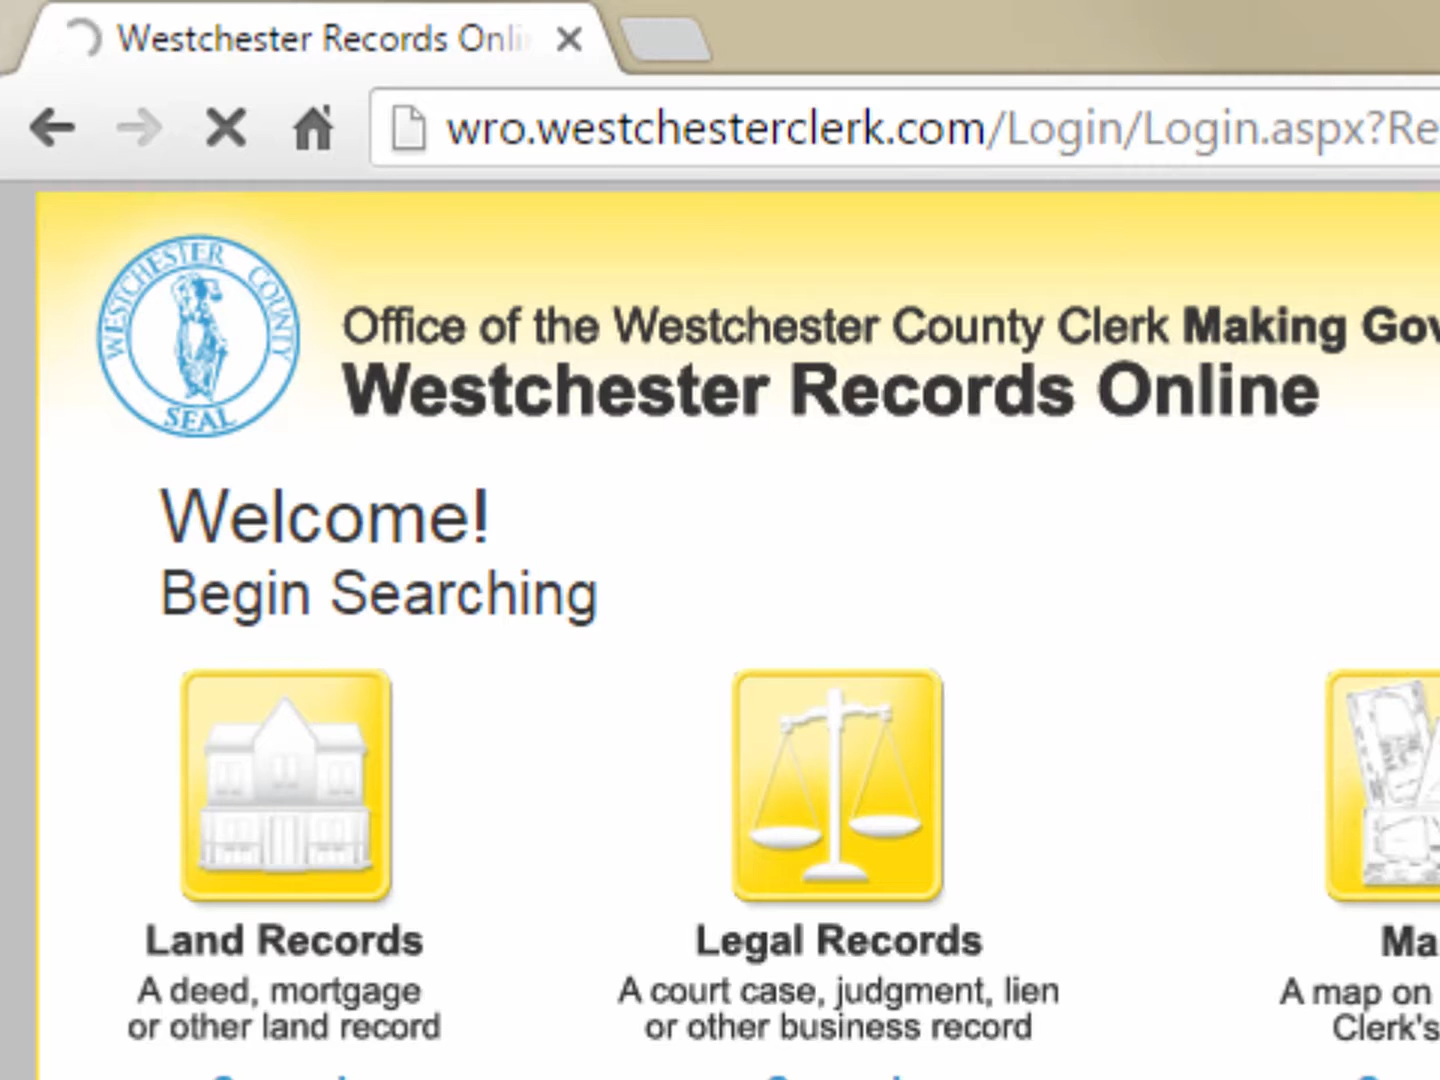 Westchester Records Onli
wro.westchesterclerk.com/Login/Login.aspx?Re
WESTCHESTER COUNTY
SEAL
Office of the Westchester County Clerk Making Gov
Westchester Records Online
Welcome!
Begin Searching
Land Records
A deed, mortgage
or other land record
Legal Records
A court case, judgment, lien
or other business record
Ma
A map on
Clerk's